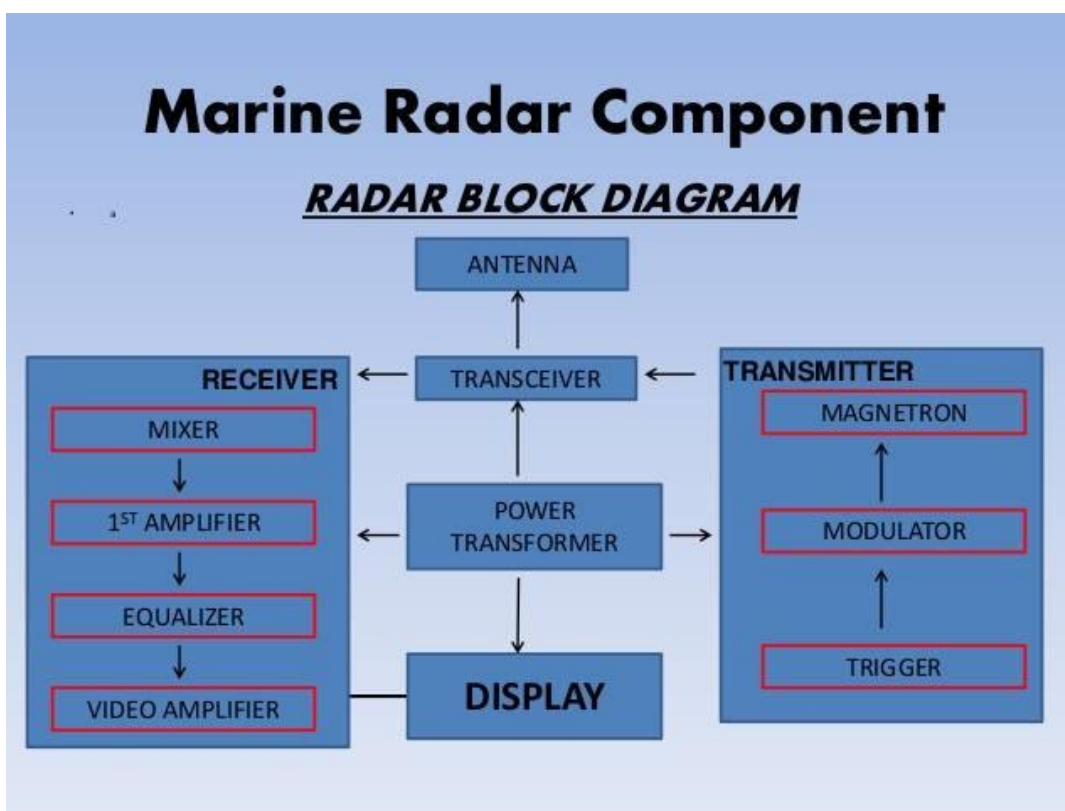 Marine Radar Component
RADAR BLOCK DIAGRAM
ANTENNA
RECEIVER
TRANSCEIVER
TRANSMITTER
MIXER
1ST AMPLIFIER
EQUALIZER
VIDEO AMPLIFIER
POWER
TRANSFORMER
DISPLAY
MAGNETRON
MODULATOR
TRIGGER